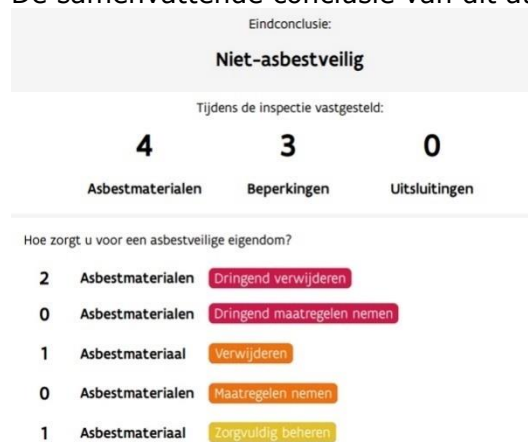 De samenvattende conclusie van dit
Eindconclusie:
Niet-asbestveilig
Tijdens de inspectie vastgesteld:
4 3 0
Asbestmaterialen Beperkingen Uitsluitingen
Hoe zorgt u voor een asbestveilige eigendom?
2 Asbestmaterialen Dringend verwijderen
0 Asbestmaterialen Dringend maatregelen nemen
1 Asbestmateriaal Verwijderen
0 Asbestmaterialen Maatregelen nemen
1 Asbestmateriaal Zorgvuldig beheren